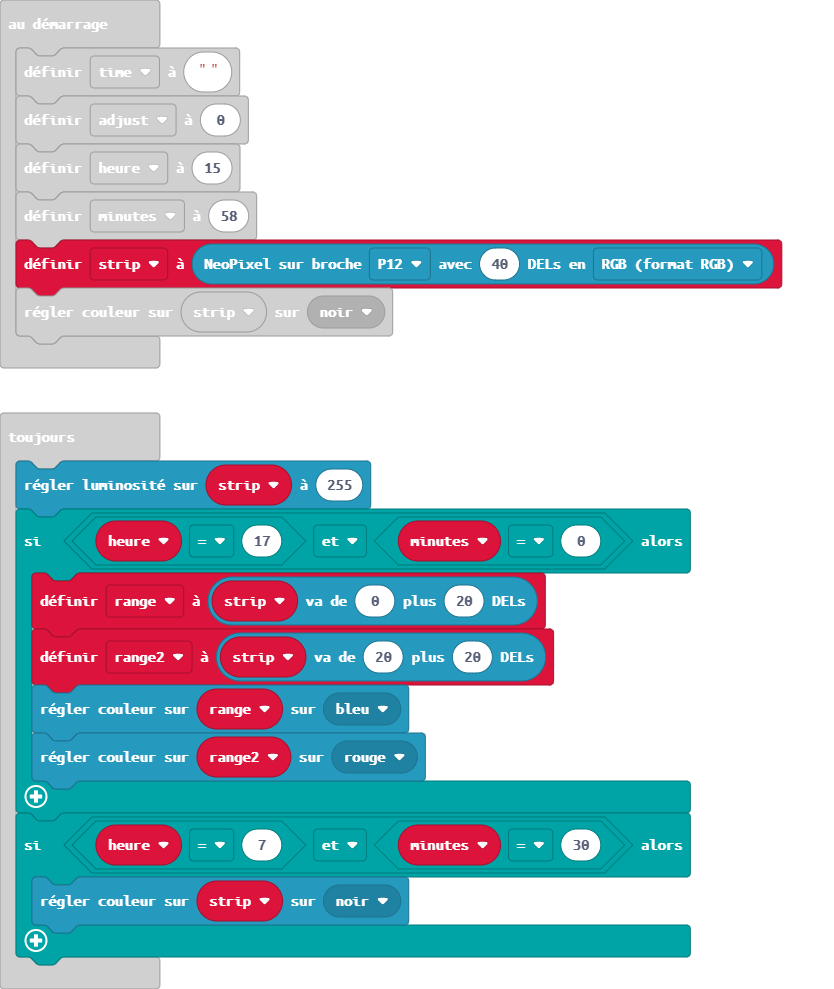 au démarrage
définir time à " "
définir adjust à 0
définir heure à 15
définir minutes à 58
définir strip à NeoPixel sur broche P12 avec 40 DELs en RGB (format RGB)
régler couleur sur strip sur noir
toujours
régler luminosité sur strip à 255
si heure = 17 et minutes = 0 alors
définir range à strip va de 0 plus 20 DELs
définir range2 à strip va de 20 plus 20 DELs
régler couleur sur range sur bleu
régler couleur sur range2 sur rouge
si heure = 7 et minutes = 30 alors
régler couleur sur strip sur noir